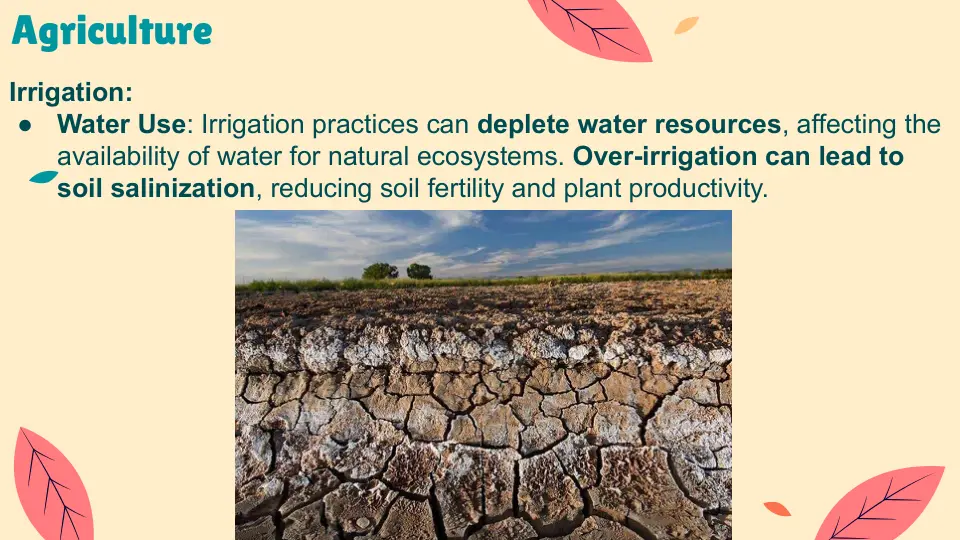 Agriculture
Irrigation:
● Water Use: Irrigation practices can deplete water resources, affecting the
availability of water for natural ecosystems. Over-irrigation can lead to
soil salinization, reducing soil fertility and plant productivity.